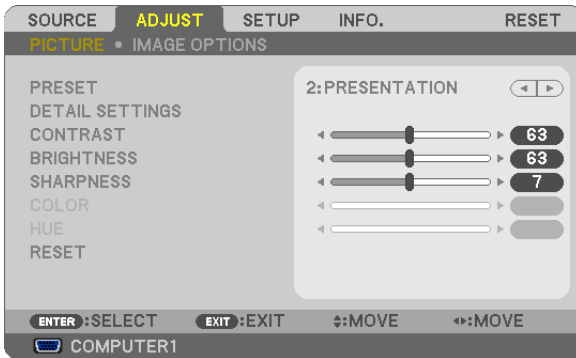 SOURCE ADJUST SETUP INFO. RESET
PICTURE • IMAGE OPTIONS
PRESET 2:PRESENTATION
DETAIL SETTINGS
CONTRAST 63
BRIGHTNESS 63
SHARPNESS 7
COLOR
HUE
RESET
ENTER :SELECT EXIT :EXIT :MOVE :MOVE
COMPUTER1